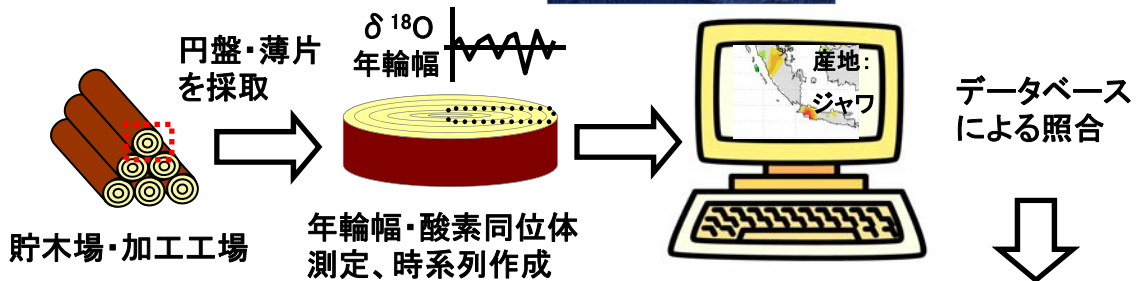 円盤・薄片
を採取
δ 18O
年輪幅
産地:
ジャワ
データベース
による照合
貯木場・加工工場
年輪幅・酸素同位体
測定、時系列作成